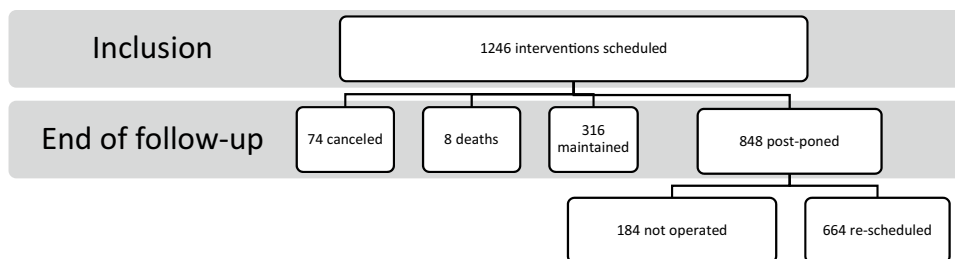 Inclusion
1246 interventions scheduled
End of follow-up
74 canceled
8 deaths
316
maintained
848 post-poned
184 not operated
664 re-scheduled